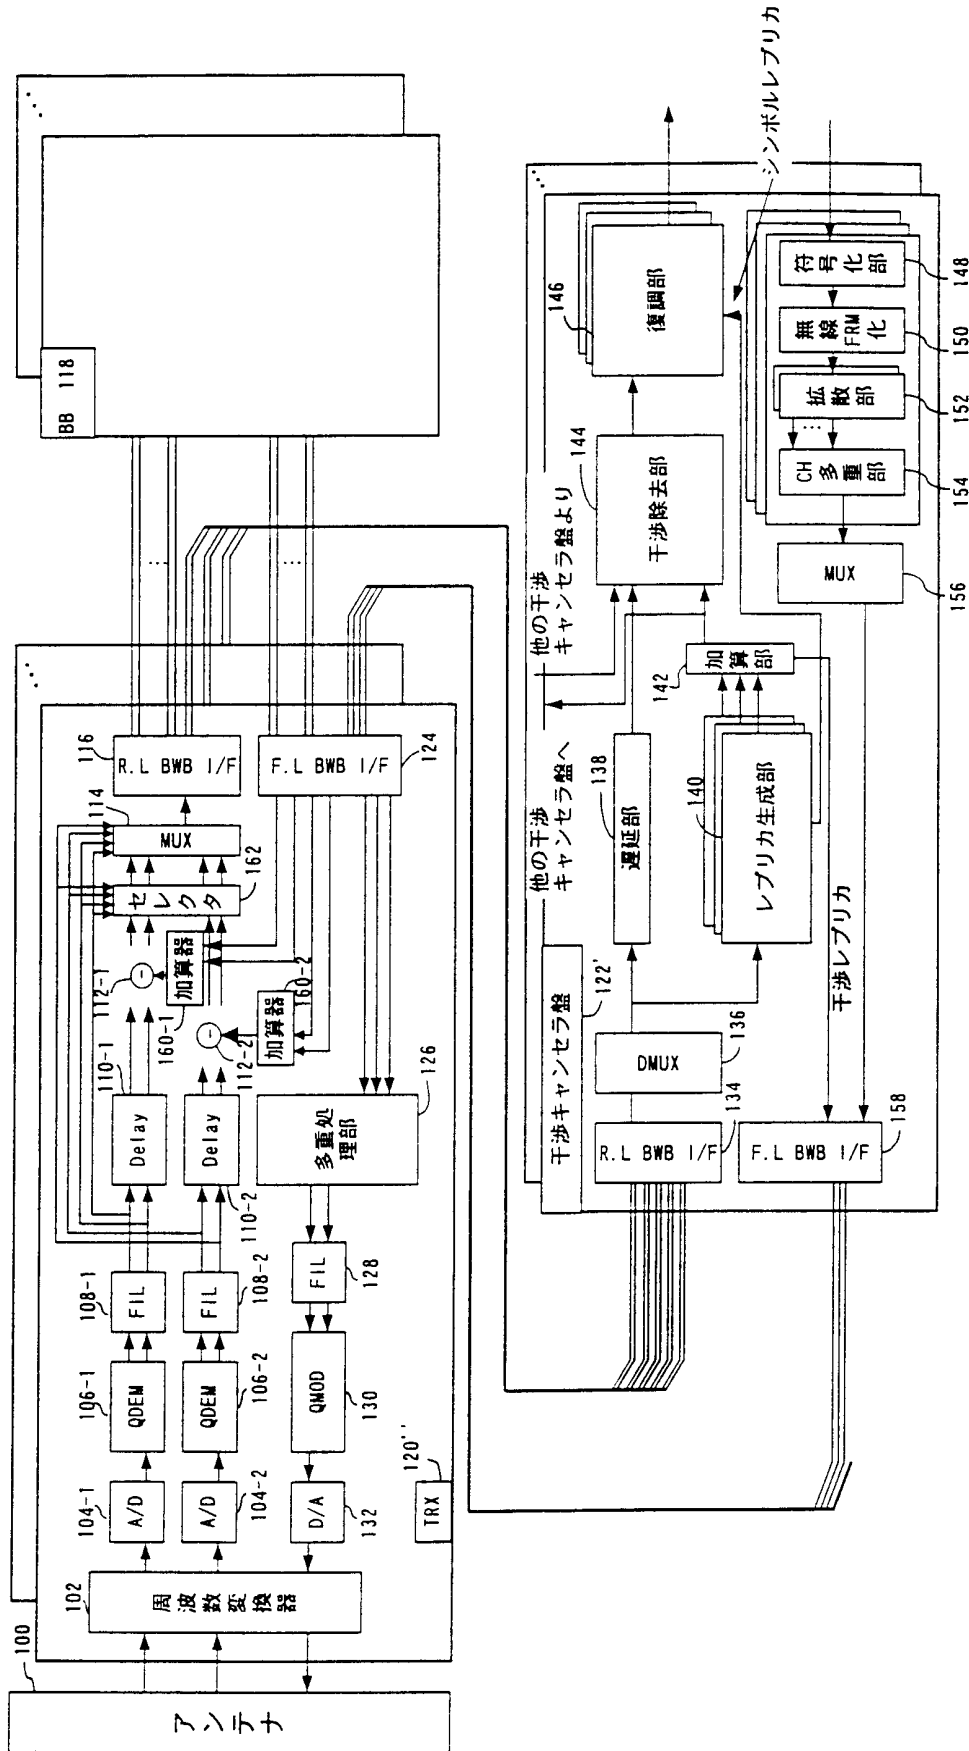 100
アンテナ
102
周波数変換器
104-1
A/D
104-2
A/D
106-1
QDEM
106-2
QDEM
108-1
FIL
108-2
FIL
110-1
Delay
110-2
Delay
112-1
-
112-2
-
160-1
加算器
160-2
加算器
162
セレクタ
114
MUX
116
R.L BWB I/F
F.L BWB I/F
124
126
多重処
理部
FIL
128
QMOD
130
D/A
132
TRX
120''
BB 118
干渉キャンセラ盤
122'
R.L BWB I/F
134
DMUX
136
遅延部
138
140
レプリカ生成部
142
加算部
他の干渉
キャンセラ盤へ
他の干渉
キャンセラ盤より
144
干渉除去部
146
復調部
シンボルレプリカ
符号化部
148
無線
FRM化
150
拡散部
152
CH
多重部
154
MUX
156
干渉レプリカ
F.L BWB I/F
158